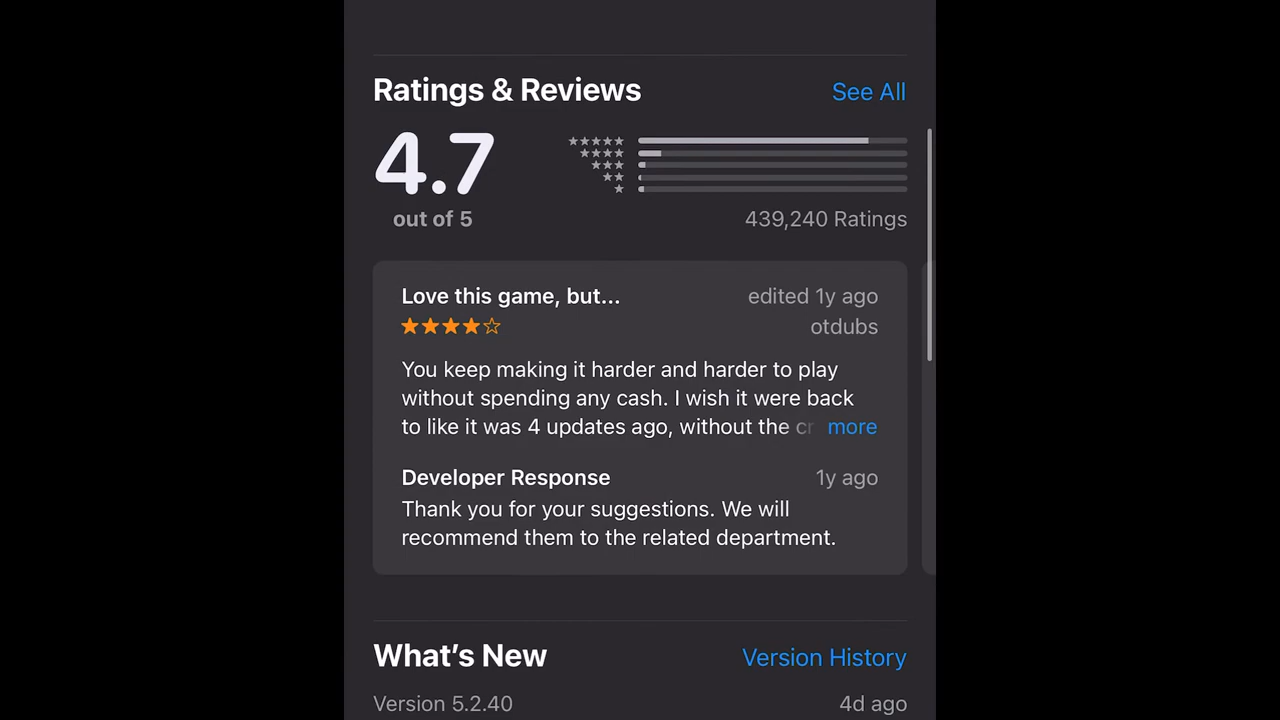 Ratings & Reviews See All
4.7
out of 5
439,240 Ratings
Love this game, but... edited 1y ago
otdubs
You keep making it harder and harder to play
without spending any cash. I wish it were back
to like it was 4 updates ago, without the more
Developer Response 1y ago
Thank you for your suggestions. We will
recommend them to the related department.
What's New Version History
Version 5.2.40 4d ago